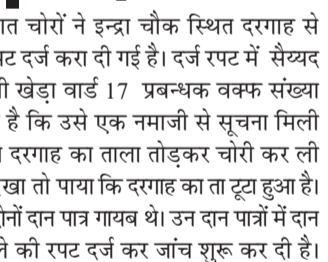 गत चोरों ने इन्द्रा चौक स्थित दरगाह से
दर्ज करा दी गई है। दर्ज रपट में सैय्यद
खेड़ा वार्ड 17 प्रबन्धक वक्फ संख्या
है कि उसे एक नमाजी से सूचना मिली
दरगाह का ताला तोड़कर चोरी कर ली
तो पाया कि दरगाह का ता टूटा हुआ है।
दान पात्र गायब थे। उन दान पात्रों में दान
की रपट दर्ज कर जांच शुरू कर दी है।